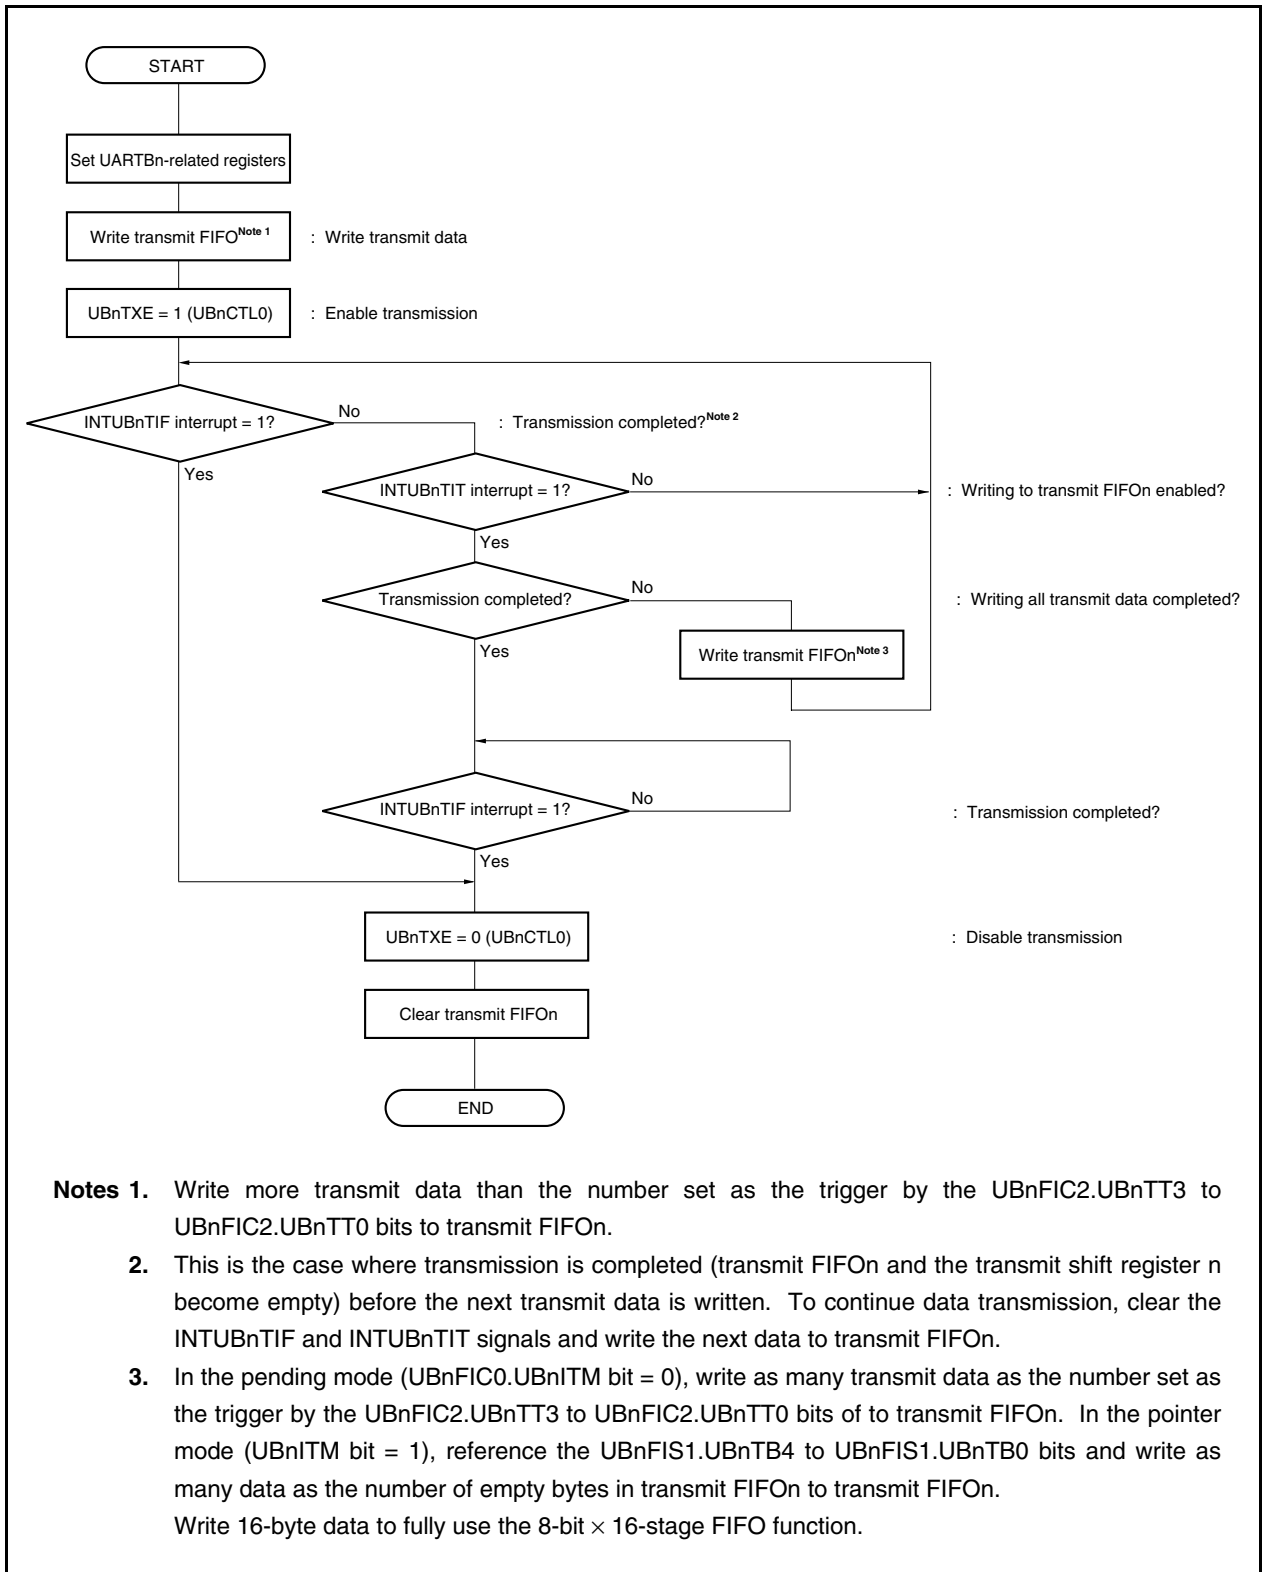 START
Set UARTBn-related registers
Write transmit FIFONote 1 : Write transmit data
UBnTXE = 1 (UBnCTL0) : Enable transmission
INTUBnTIF interrupt = 1? No : Transmission completed?Note 2
Yes
INTUBnTIT interrupt = 1? No : Writing to transmit FIFOn enabled?
Yes
Transmission completed? No : Writing all transmit data completed?
Yes
Write transmit FIFOnNote 3
INTUBnTIF interrupt = 1? No : Transmission completed?
Yes
UBnTXE = 0 (UBnCTL0) : Disable transmission
Clear transmit FIFOn
END
Notes 1. Write more transmit data than the number set as the trigger by the UBnFIC2.UBnTT3 to
UBnFIC2.UBnTT0 bits to transmit FIFOn.
2. This is the case where transmission is completed (transmit FIFOn and the transmit shift register n
become empty) before the next transmit data is written. To continue data transmission, clear the
INTUBnTIF and INTUBnTIT signals and write the next data to transmit FIFOn.
3. In the pending mode (UBnFIC0.UBnITM bit = 0), write as many transmit data as the number set as
the trigger by the UBnFIC2.UBnTT3 to UBnFIC2.UBnTT0 bits of to transmit FIFOn. In the pointer
mode (UBnITM bit = 1), reference the UBnFIS1.UBnTB4 to UBnFIS1.UBnTB0 bits and write as
many data as the number of empty bytes in transmit FIFOn to transmit FIFOn.
Write 16-byte data to fully use the 8-bit × 16-stage FIFO function.